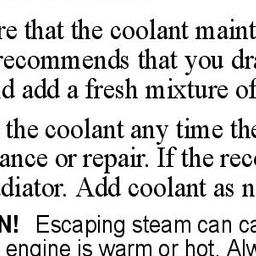 re that the coolant maint
recommends that you dra
d add a fresh mixture of
the coolant any time the
ance or repair. If the rec
diator. Add coolant as n
N! Escaping steam can ca
engine is warm or hot. Alw